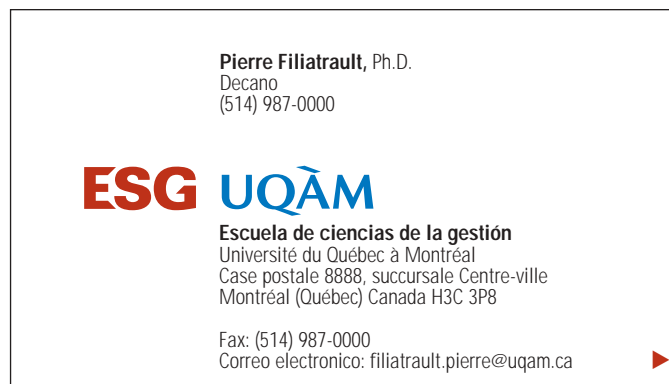 Pierre Filiatrault, Ph.D.
Decano
(514) 987-0000
ESG UQÀM
Escuela de ciencias de la gestión
Université du Québec à Montréal
Case postale 8888, succursale Centre-ville
Montréal (Québec) Canada H3C 3P8
Fax: (514) 987-0000
Correo electronico: filiatrault.pierre@uqam.ca